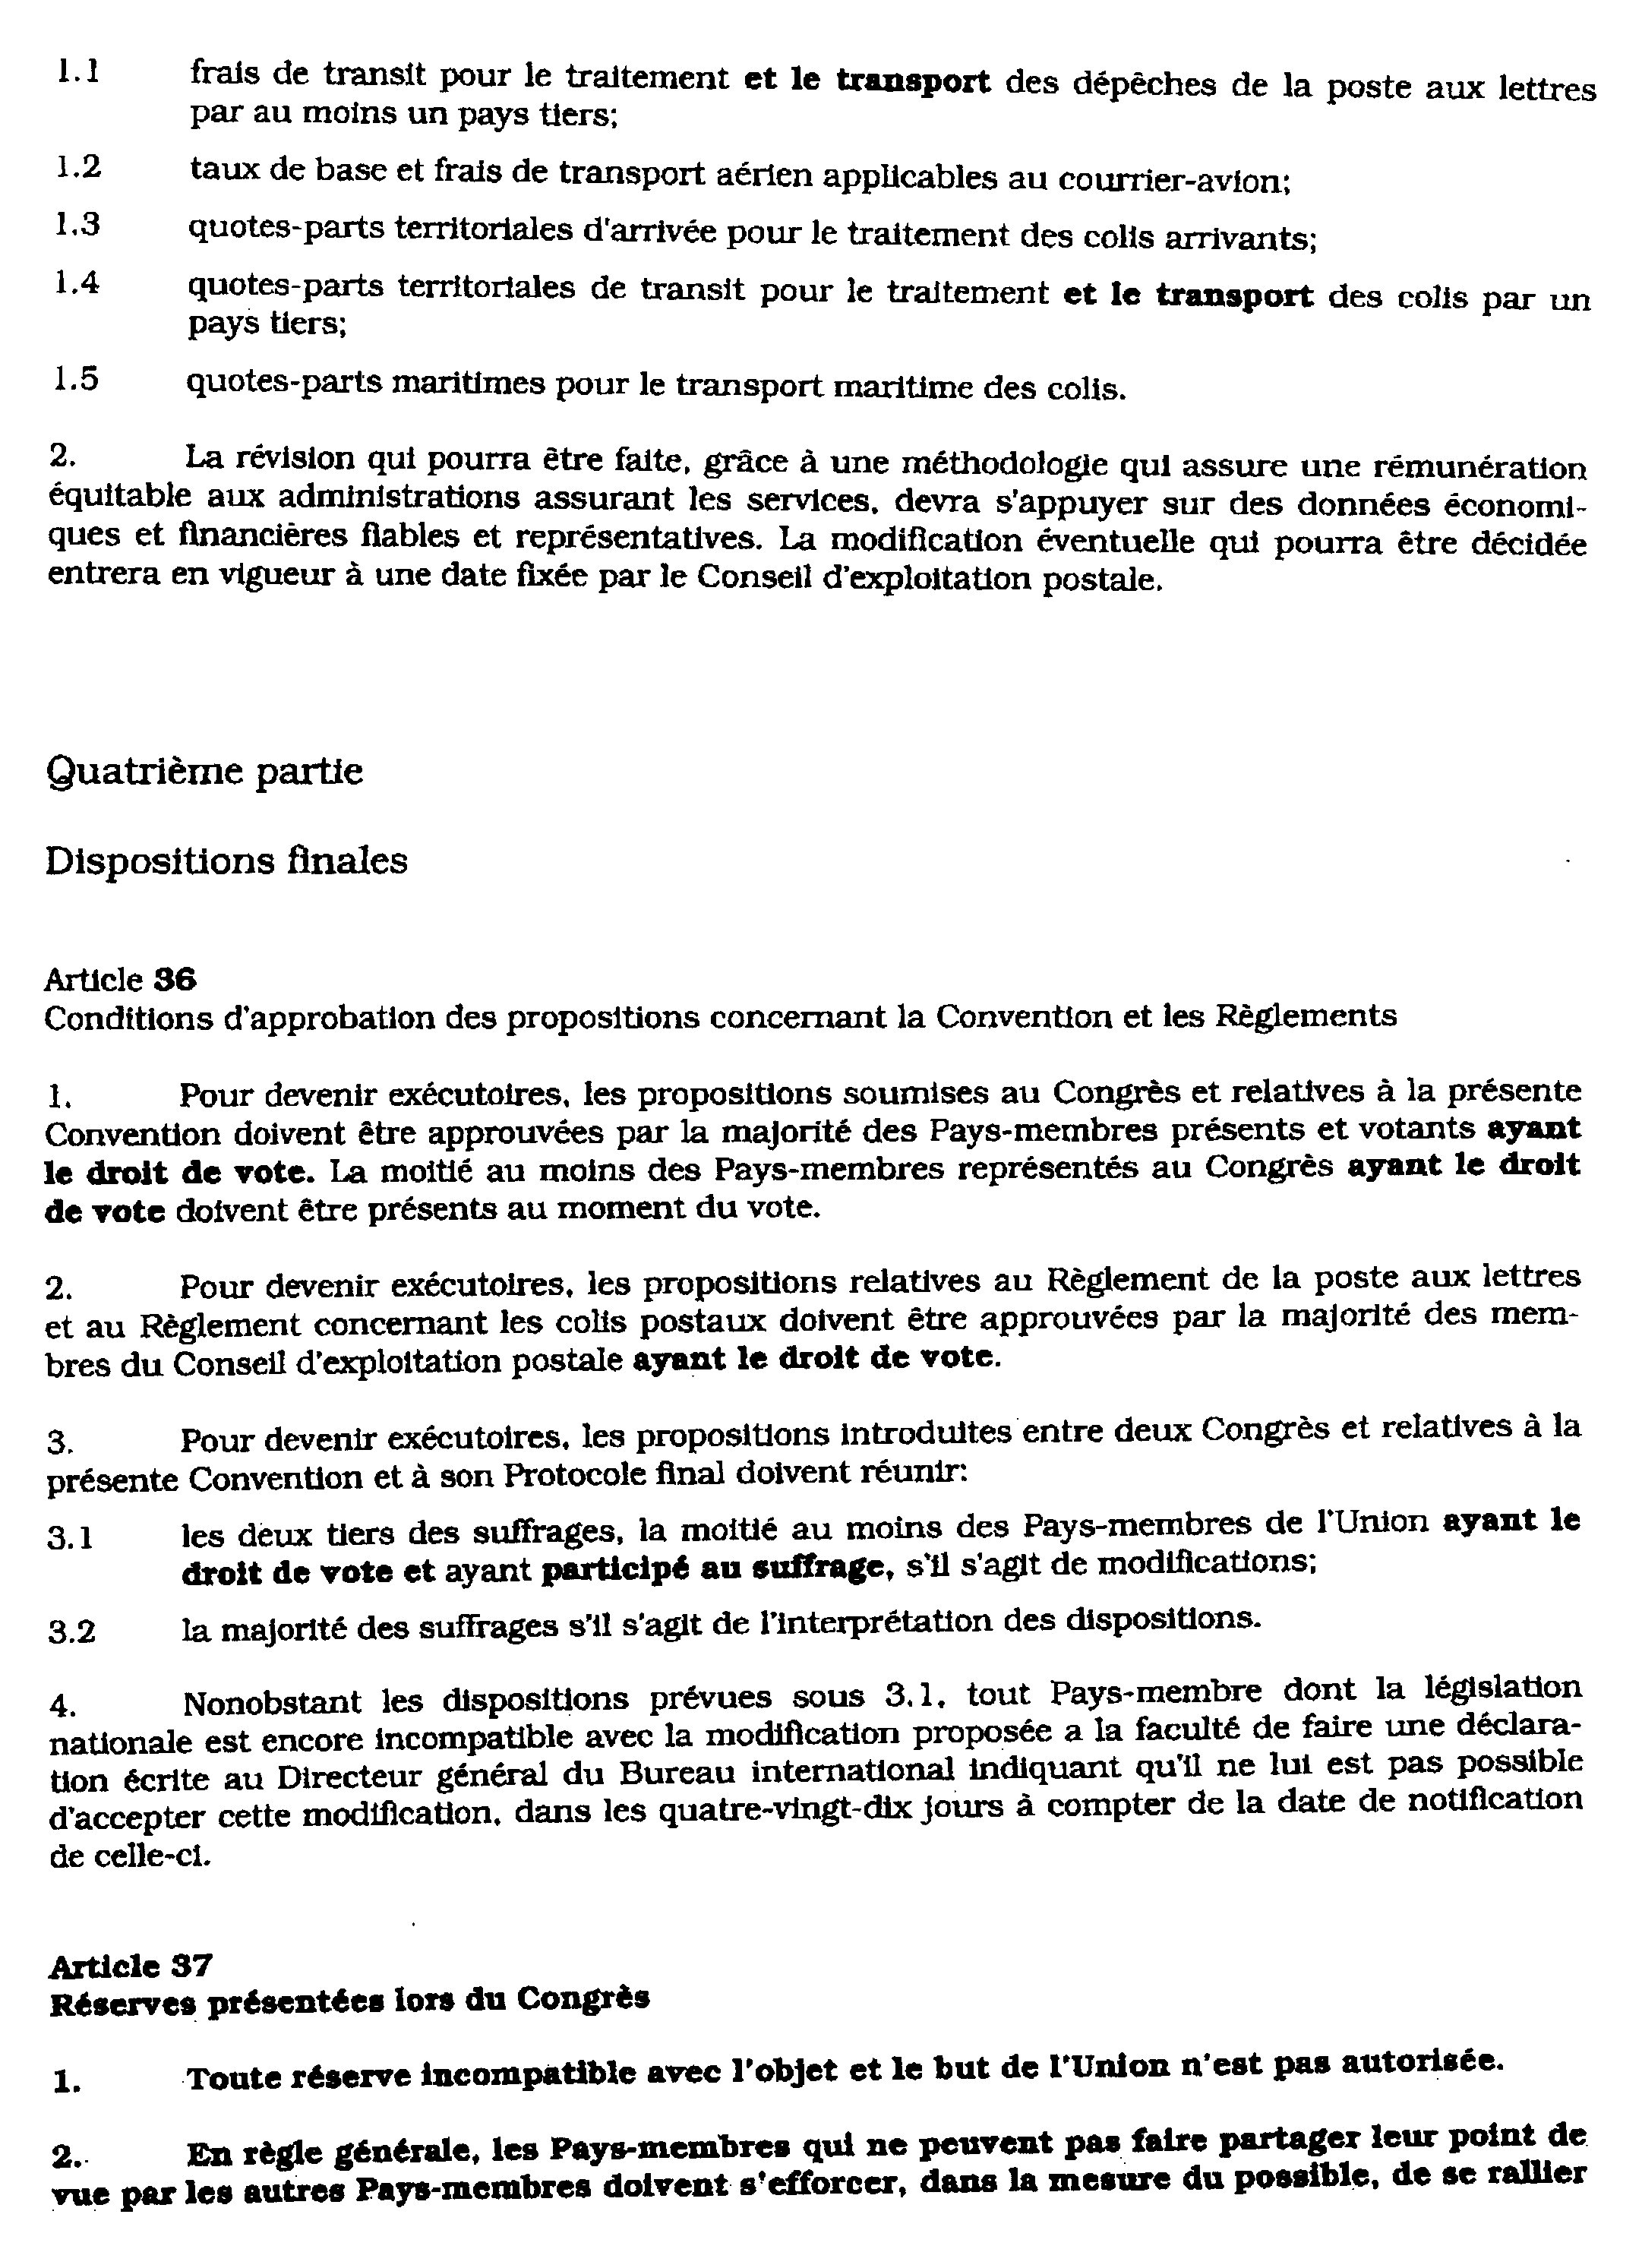 1.1 frais de transit pour le traitement et le transport des dépêches de la poste aux lettres
par au moins un pays tiers;
1.2 taux de base et frais de transport aérien applicables au courrier-avion;
1.3 quotes-parts territoriales d'arrivée pour le traitement des colis arrivants;
1.4 quotes-parts territoriales de transit pour le traitement et le transport des colis par un
pays tiers;
1.5 quotes-parts maritimes pour le transport maritime des colis.
2. La révision qui pourra être faite, grâce à une méthodologie qui assure une rémunération
équitable aux administrations assurant les services, devra s'appuyer sur des données économi-
ques et financières fiables et représentatives. La modification éventuelle qui pourra être décidée
entrera en vigueur à une date fixée par le Conseil d'exploitation postale.
Quatrième partie
Dispositions finales
Article 36
Conditions d'approbation des propositions concernant la Convention et les Règlements
1. Pour devenir exécutoires, les propositions soumises au Congrès et relatives à la présente
Convention doivent être approuvées par la majorité des Pays-membres présents et votants ayant
le droit de vote. La moitié au moins des Pays-membres représentés au Congrès ayant le droit
de vote doivent être présents au moment du vote.
2. Pour devenir exécutoires, les propositions relatives au Règlement de la poste aux lettres
et au Règlement concernant les colis postaux doivent être approuvées par la majorité des mem-
bres du Conseil d'exploitation postale ayant le droit de vote.
3. Pour devenir exécutoires, les propositions introduites entre deux Congrès et relatives à la
présente Convention et à son Protocole final doivent réunir:
3.1 les deux tiers des suffrages, la moitié au moins des Pays-membres de l'Union ayant le
droit de vote et ayant participé au suffrage, s'il s'agit de modifications;
3.2 la majorité des suffrages s'il s'agit de l'interprétation des dispositions.
4. Nonobstant les dispositions prévues sous 3.1, tout Pays-membre dont la législation
nationale est encore incompatible avec la modification proposée a la faculté de faire une déclara-
tion écrite au Directeur général du Bureau international indiquant qu'il ne lui est pas possible
d'accepter cette modification, dans les quatre-vingt-dix jours à compter de la date de notification
de celle-ci.
Article 37
Réserves présentées lors du Congrès
1. Toute réserve incompatible avec l'objet et le but de l'Union n'est pas autorisée.
2. En règle générale, les Pays-membres qui ne peuvent pas faire partager leur point de
vue par les autres Pays-membres doivent s'efforcer, dans la mesure du possible, de se rallier